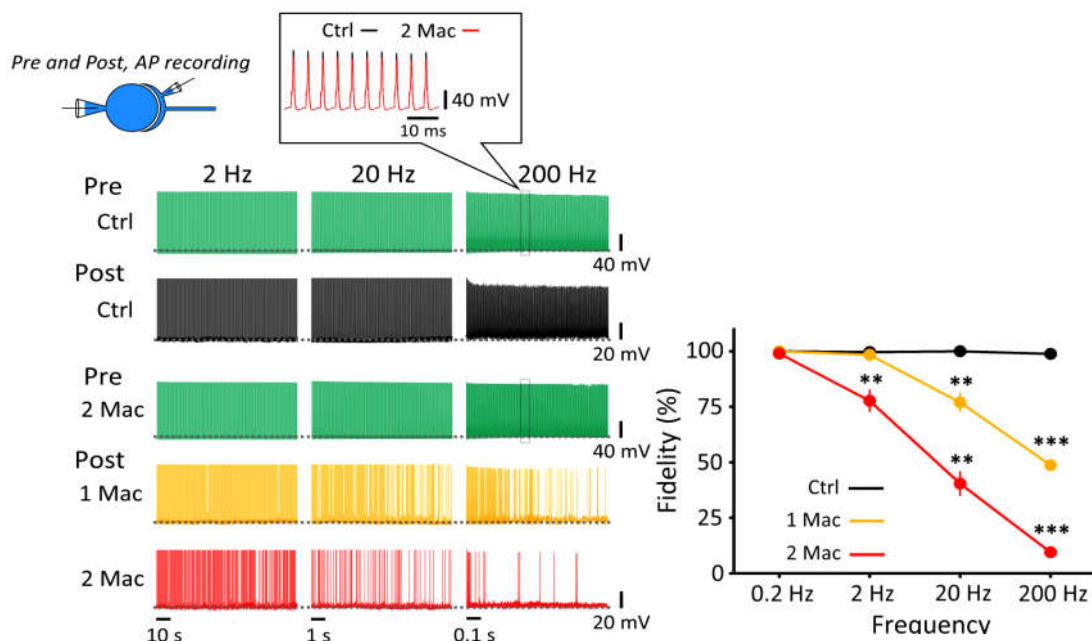 Ctrl 2 Mac
Pre and Post, AP recording
40 mV
10 ms
2 Hz 20 Hz 200 Hz
Pre
Ctrl
40 mV
Post
Ctrl
20 mV
Pre
2 Mac
40 mV
Post
1 Mac
2 Mac
20 mV
10 s 1 s 0.1 s
Fidelity (%)
100
75
50
25
0
** **
***
**
***
Ctrl
1 Mac
2 Mac
0.2 Hz 2 Hz 20 Hz 200 Hz
Frequency